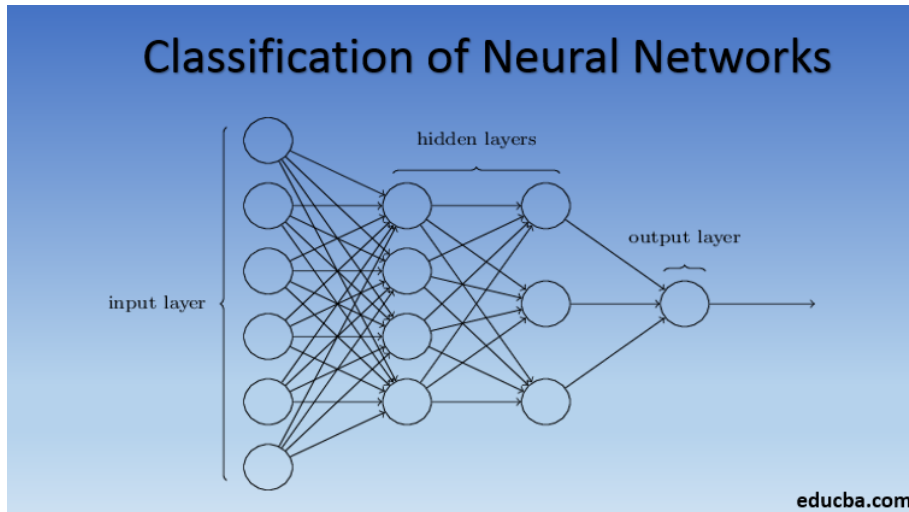 Classification of Neural Networks
hidden layers
output layer
input layer
educba.com